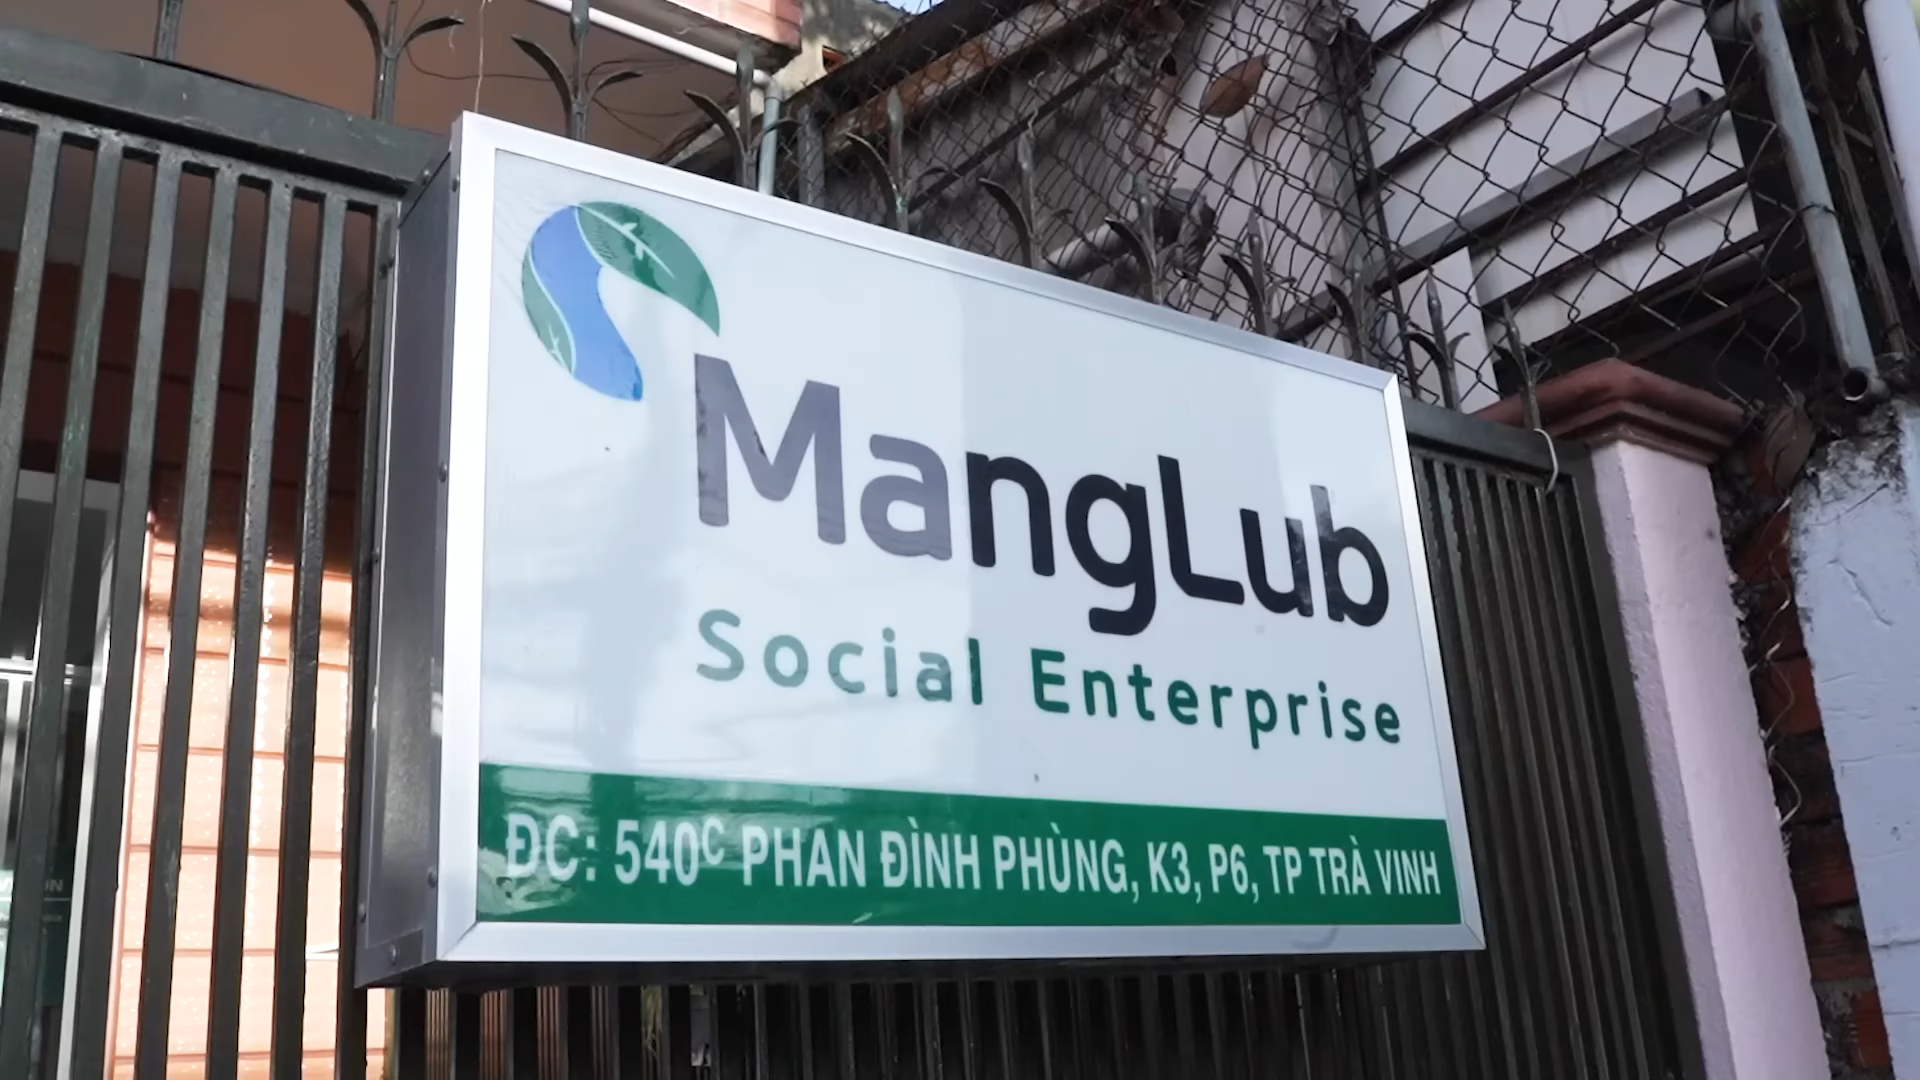 MangLub
Social Enterprise
ĐC: 540C PHAN ĐÌNH PHÙNG, K3, P6, TP TRÀ VINH